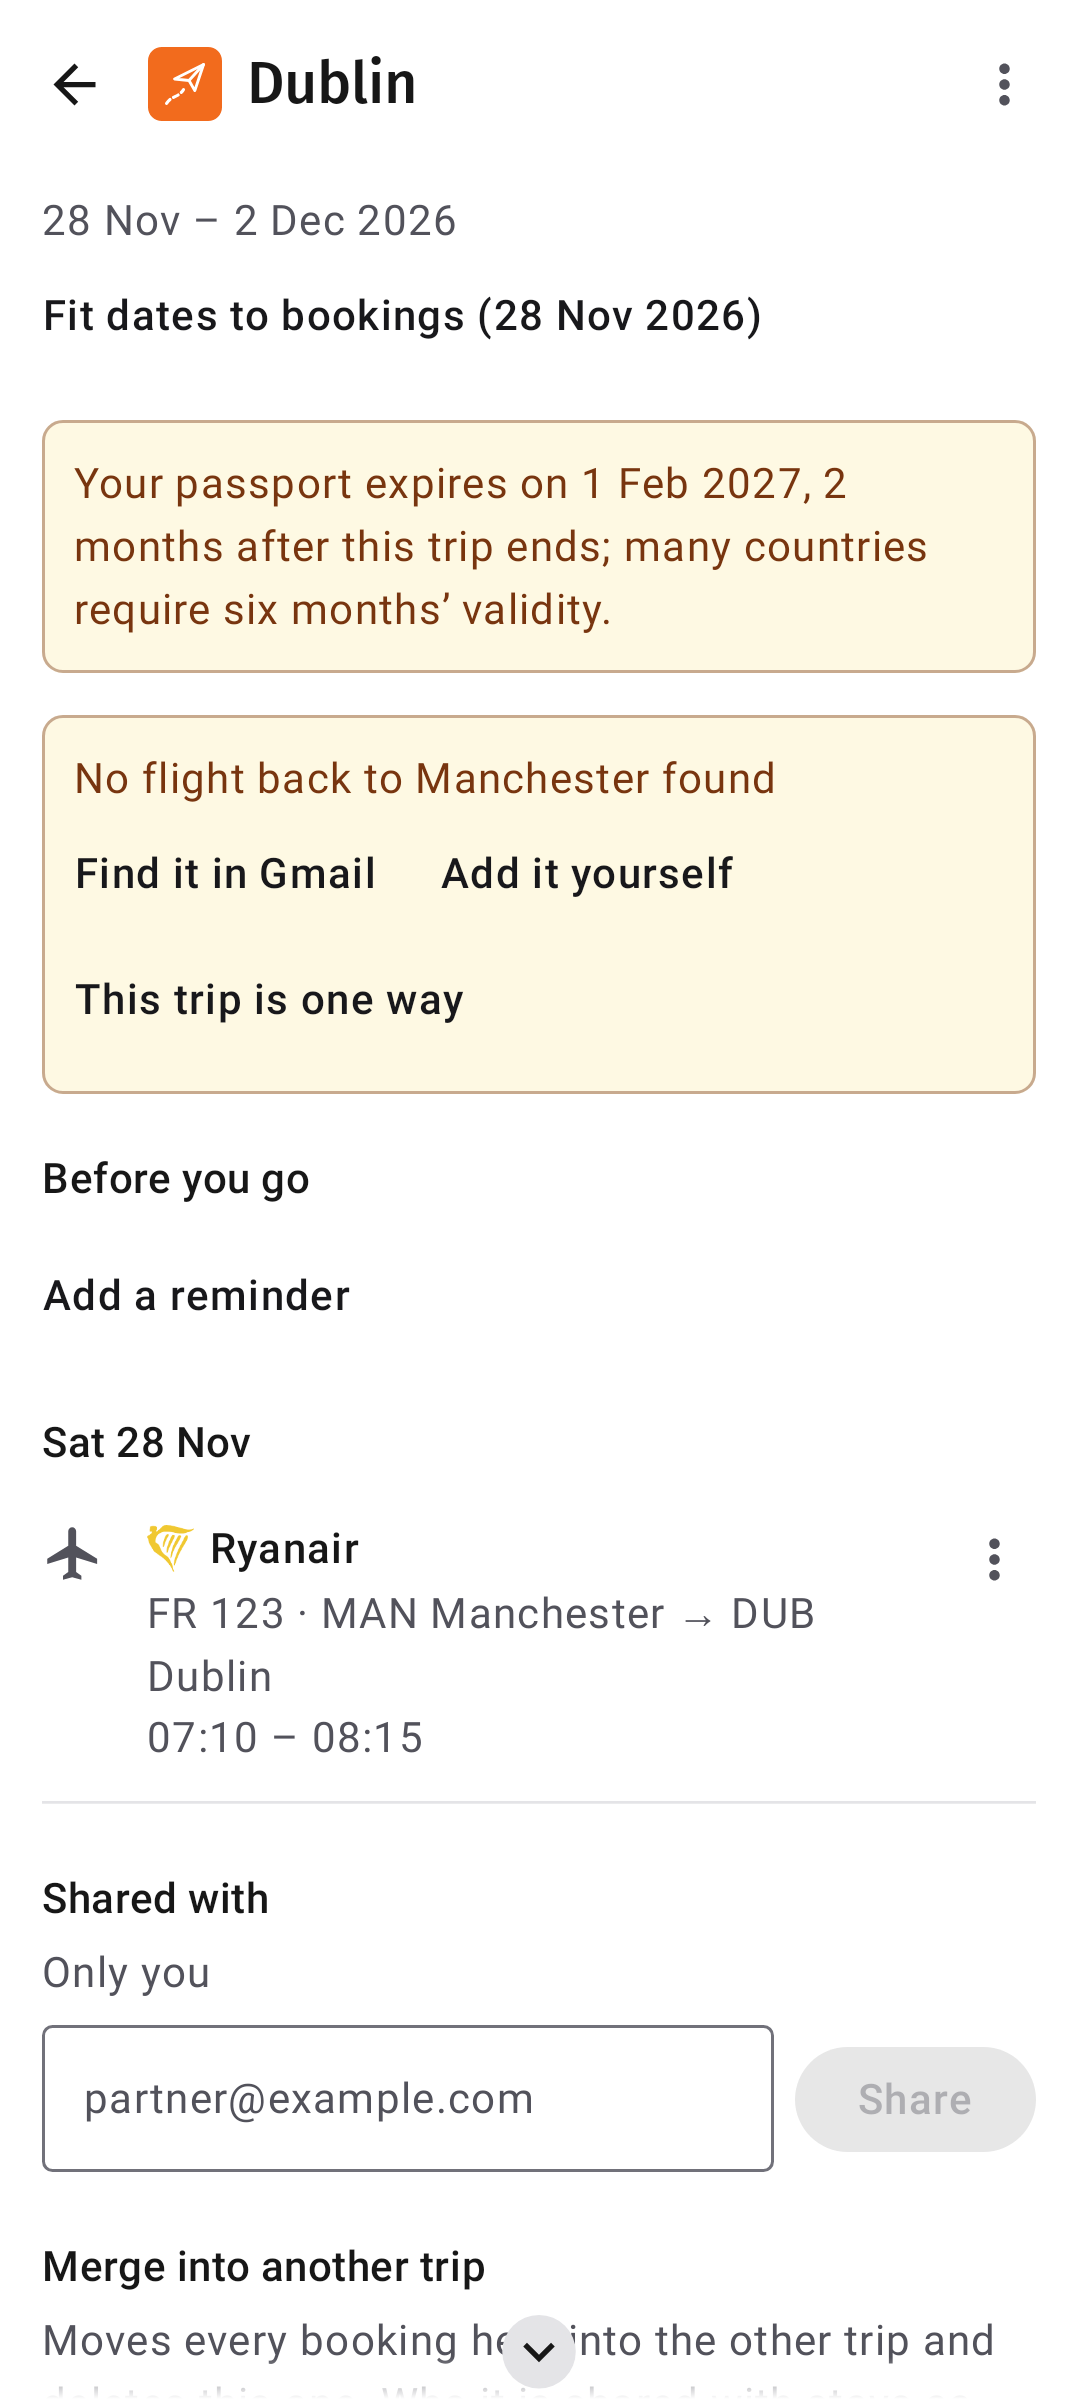 Dublin
28 Nov – 2 Dec 2026
Fit dates to bookings (28 Nov 2026)
Your passport expires on 1 Feb 2027, 2
months after this trip ends; many countries
require six months’ validity.
No flight back to Manchester found
Find it in Gmail
Add it yourself
This trip is one way
Before you go
Add a reminder
Sat 28 Nov
Ryanair
FR 123 · MAN Manchester → DUB
Dublin
07:10 – 08:15
Shared with
Only you
partner@example.com
Share
Merge into another trip
Moves every booking he into the other trip and